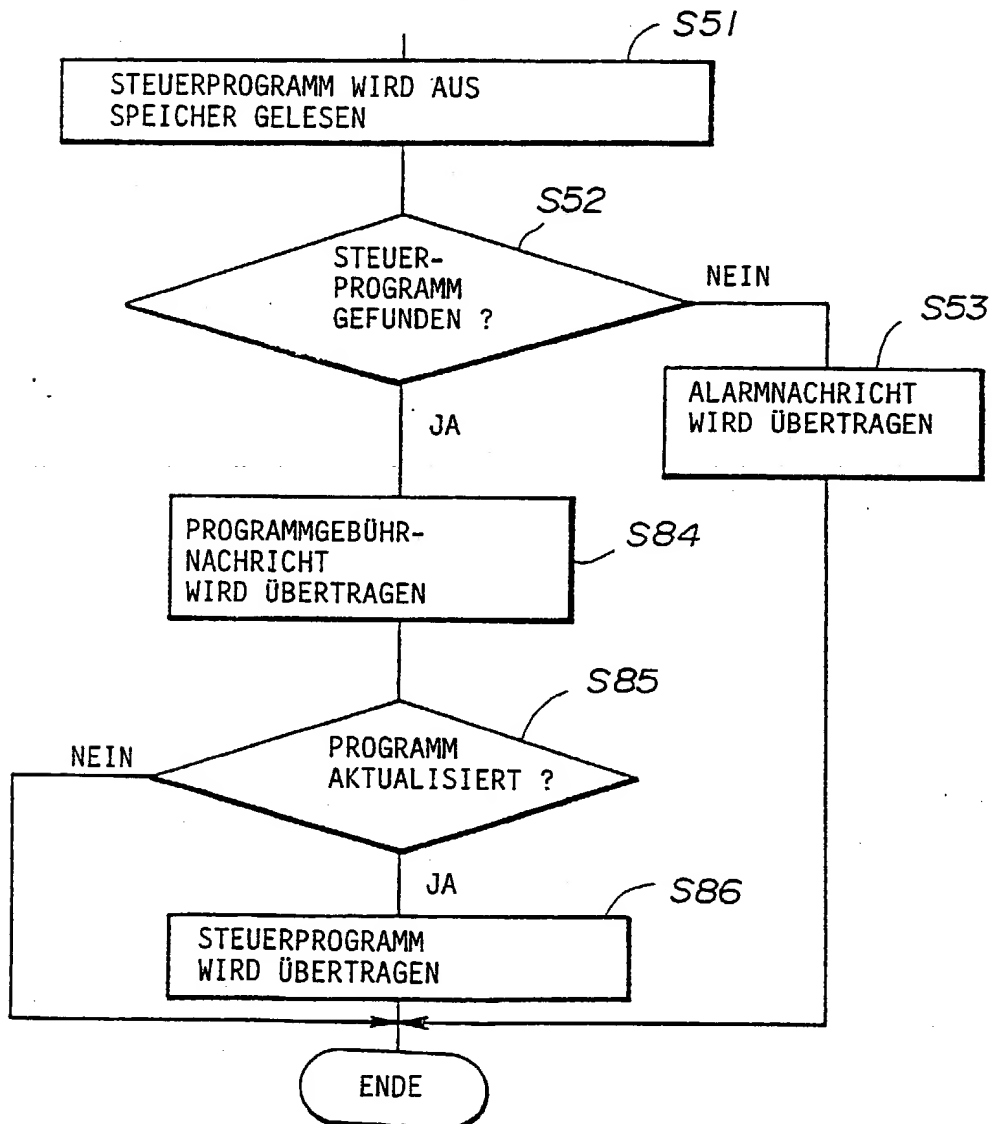 S51
STEUERPROGRAMM WIRD AUS
SPEICHER GELESEN
S52
STEUER-
PROGRAMM
GEFUNDEN ?
NEIN
S53
ALARMNACHRICHT
WIRD ÜBERTRAGEN
JA
PROGRAMMGEBÜHR-
NACHRICHT
WIRD ÜBERTRAGEN
S84
S85
NEIN
PROGRAMM
AKTUALISIERT ?
JA
S86
STEUERPROGRAMM
WIRD ÜBERTRAGEN
ENDE